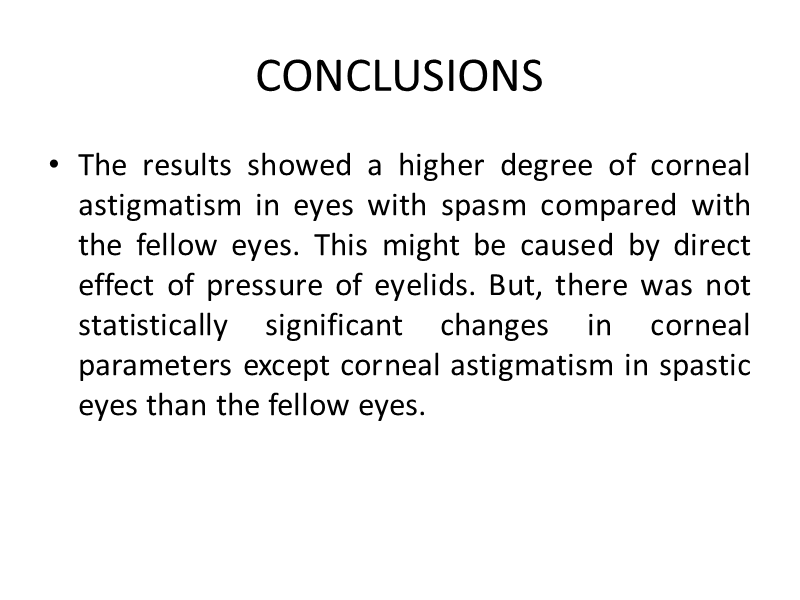 CONCLUSIONS
• The results showed a higher degree of corneal
astigmatism in eyes with spasm compared with
the fellow eyes. This might be caused by direct
effect of pressure of eyelids. But, there was not
statistically significant changes in corneal
parameters except corneal astigmatism in spastic
eyes than the fellow eyes.